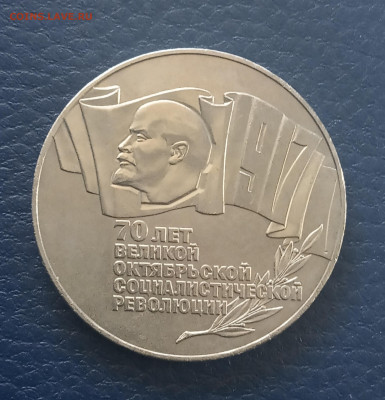 1917
70 ЛЕТ
ВЕЛИКОЙ
ОКТЯБРЬСКОЙ
СОЦИАЛИСТИЧЕСКОЙ
РЕВОЛЮЦИИ